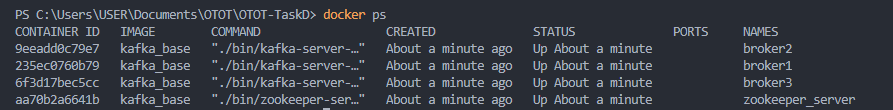 PS C:\Users\USER\Documents\OTOT\OTOT-TaskD> docker ps
CONTAINER ID IMAGE COMMAND CREATED STATUS PORTS NAMES
9eeadd0c79e7 kafka_base "./bin/kafka-server-…" About a minute ago Up About a minute broker2
235ec0760b79 kafka_base "./bin/kafka-server-…" About a minute ago Up About a minute broker1
6f3d17bec5cc kafka_base "./bin/kafka-server-…" About a minute ago Up About a minute broker3
aa70b2a6641b kafka_base "./bin/zookeeper-ser…" About a minute ago Up About a minute zookeeper_server